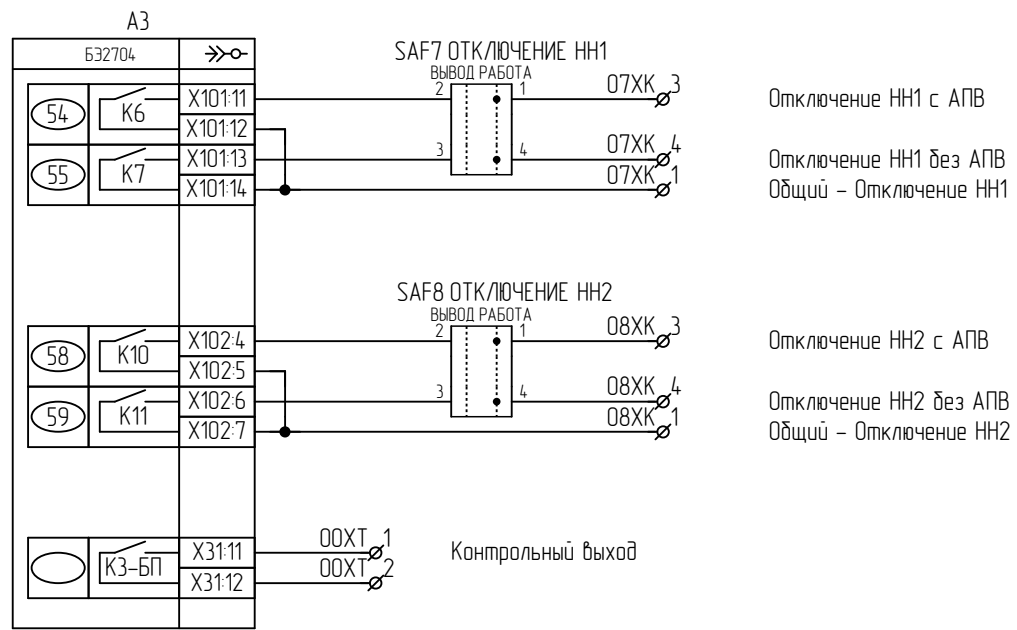 А3
БЭ2704
SAF7 ОТКЛЮЧЕНИЕ НН1
ВЫВОД РАБОТА
54 К6 Х101:11 2 1 07ХК 3 Отключение НН1 с АПВ
Х101:12
55 К7 Х101:13 3 4 07ХК 4 Отключение НН1 без АПВ
Х101:14 07ХК 1 Общий – Отключение НН1
SAF8 ОТКЛЮЧЕНИЕ НН2
ВЫВОД РАБОТА
58 К10 Х102:4 2 1 08ХК 3 Отключение НН2 с АПВ
Х102:5
59 К11 Х102:6 3 4 08ХК 4 Отключение НН2 без АПВ
Х102:7 08ХК 1 Общий – Отключение НН2
К3-БП Х31:11 00ХТ 1 Контрольный выход
Х31:12 00ХТ 2